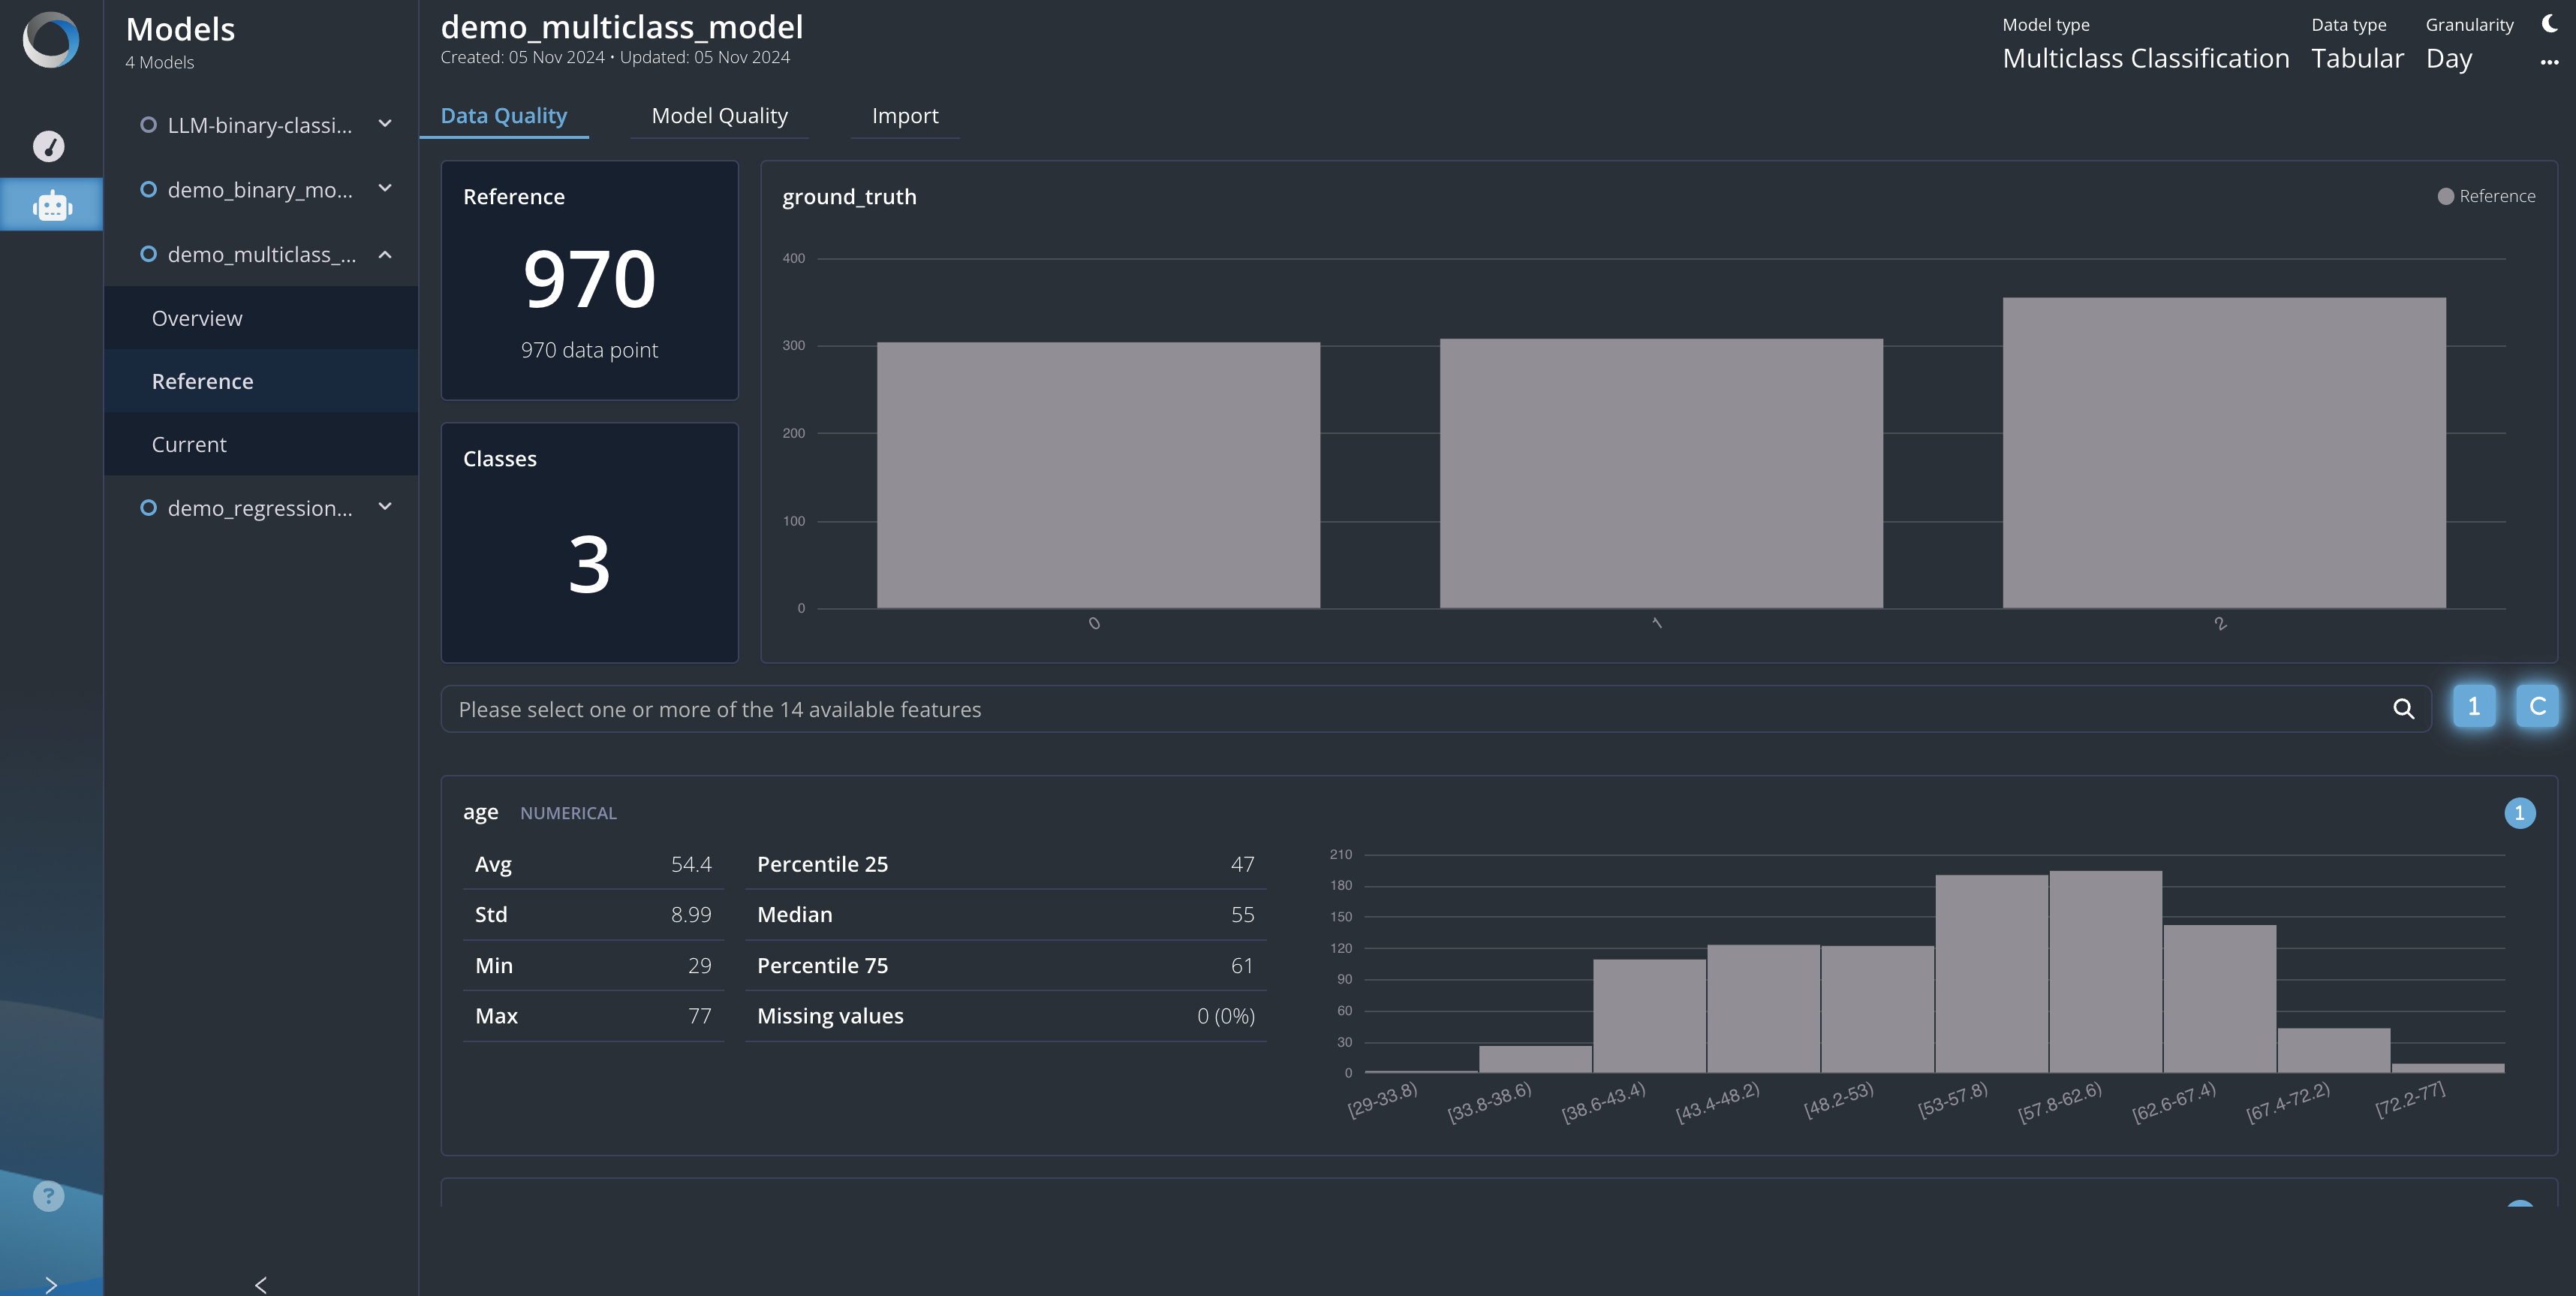 Models
4 Models
LLM-binary-classi...
demo_binary_mo...
demo_multiclass_...
Overview
Reference
Current
demo_regression...
?
demo_multiclass_model
Created: 05 Nov 2024 • Updated: 05 Nov 2024
Model type
Multiclass Classification
Data type
Tabular
Granularity
Day
Data Quality
Model Quality
Import
Reference
970
970 data point
Classes
3
ground_truth
Reference
400
300
200
100
0
0
1
2
Please select one or more of the 14 available features
1
C
age NUMERICAL
1
Avg 54.4
Std 8.99
Min 29
Max 77
Percentile 25 47
Median 55
Percentile 75 61
Missing values 0 (0%)
210
180
150
120
90
60
30
0
[29-33.8)
[33.8-38.6)
[38.6-43.4)
[43.4-48.2)
[48.2-53)
[53-57.8)
[57.8-62.6)
[62.6-67.4)
[67.4-72.2)
[72.2-77]